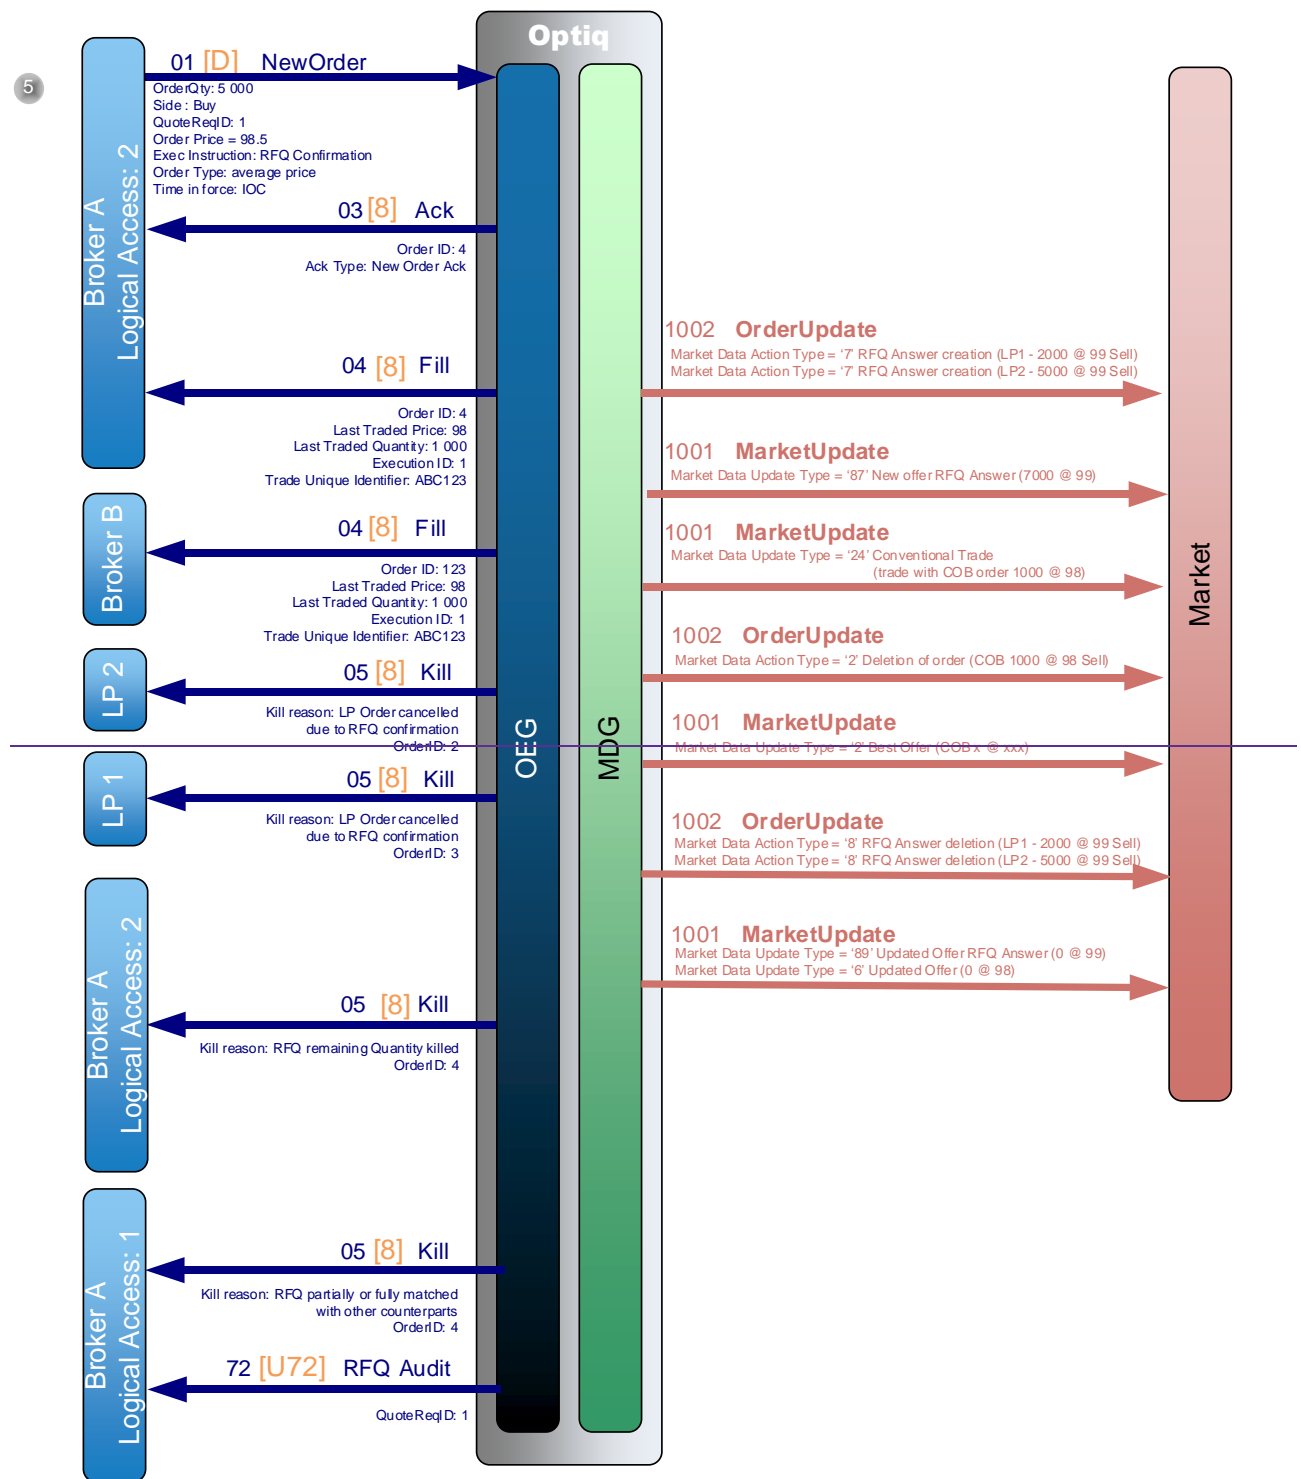 Optiq
5
Broker A
Logical Access: 2
01 [D] NewOrder
OrderQty: 5 000
Side : Buy
QuoteReqID: 1
Order Price = 98.5
Exec Instruction: RFQ Confirmation
Order Type: average price
Time in force: IOC
03 [8] Ack
Order ID: 4
Ack Type: New Order Ack
04 [8] Fill
Order ID: 4
Last Traded Price: 98
Last Traded Quantity: 1 000
Execution ID: 1
Trade Unique Identifier: ABC123
Broker B
04 [8] Fill
Order ID: 123
Last Traded Price: 98
Last Traded Quantity: 1 000
Execution ID: 1
Trade Unique Identifier: ABC123
LP 2
05 [8] Kill
Kill reason: LP Order cancelled
due to RFQ confirmation
OrderID: 2
LP 1
05 [8] Kill
Kill reason: LP Order cancelled
due to RFQ confirmation
OrderID: 3
Broker A
Logical Access: 2
05 [8] Kill
Kill reason: RFQ remaining Quantity killed
OrderID: 4
Broker A
Logical Access: 1
05 [8] Kill
Kill reason: RFQ partially or fully matched
with other counterparts
OrderID: 4
72 [U72] RFQ Audit
QuoteReqID: 1
OEG
MDG
1002 OrderUpdate
Market Data Action Type = ‘7’ RFQ Answer creation (LP1 - 2000 @ 99 Sell)
Market Data Action Type = ‘7’ RFQ Answer creation (LP2 - 5000 @ 99 Sell)
1001 MarketUpdate
Market Data Update Type = ‘87’ New offer RFQ Answer (7000 @ 99)
1001 MarketUpdate
Market Data Update Type = ‘24’ Conventional Trade
(trade with COB order 1000 @ 98)
1002 OrderUpdate
Market Data Action Type = ‘2’ Deletion of order (COB 1000 @ 98 Sell)
1001 MarketUpdate
Market Data Update Type = ‘2’ Best Offer (COB x @ xxx)
1002 OrderUpdate
Market Data Action Type = ‘8’ RFQ Answer deletion (LP1 - 2000 @ 99 Sell)
Market Data Action Type = ‘8’ RFQ Answer deletion (LP2 - 5000 @ 99 Sell)
1001 MarketUpdate
Market Data Update Type = ‘89’ Updated Offer RFQ Answer (0 @ 99)
Market Data Update Type = ‘6’ Updated Offer (0 @ 98)
Market